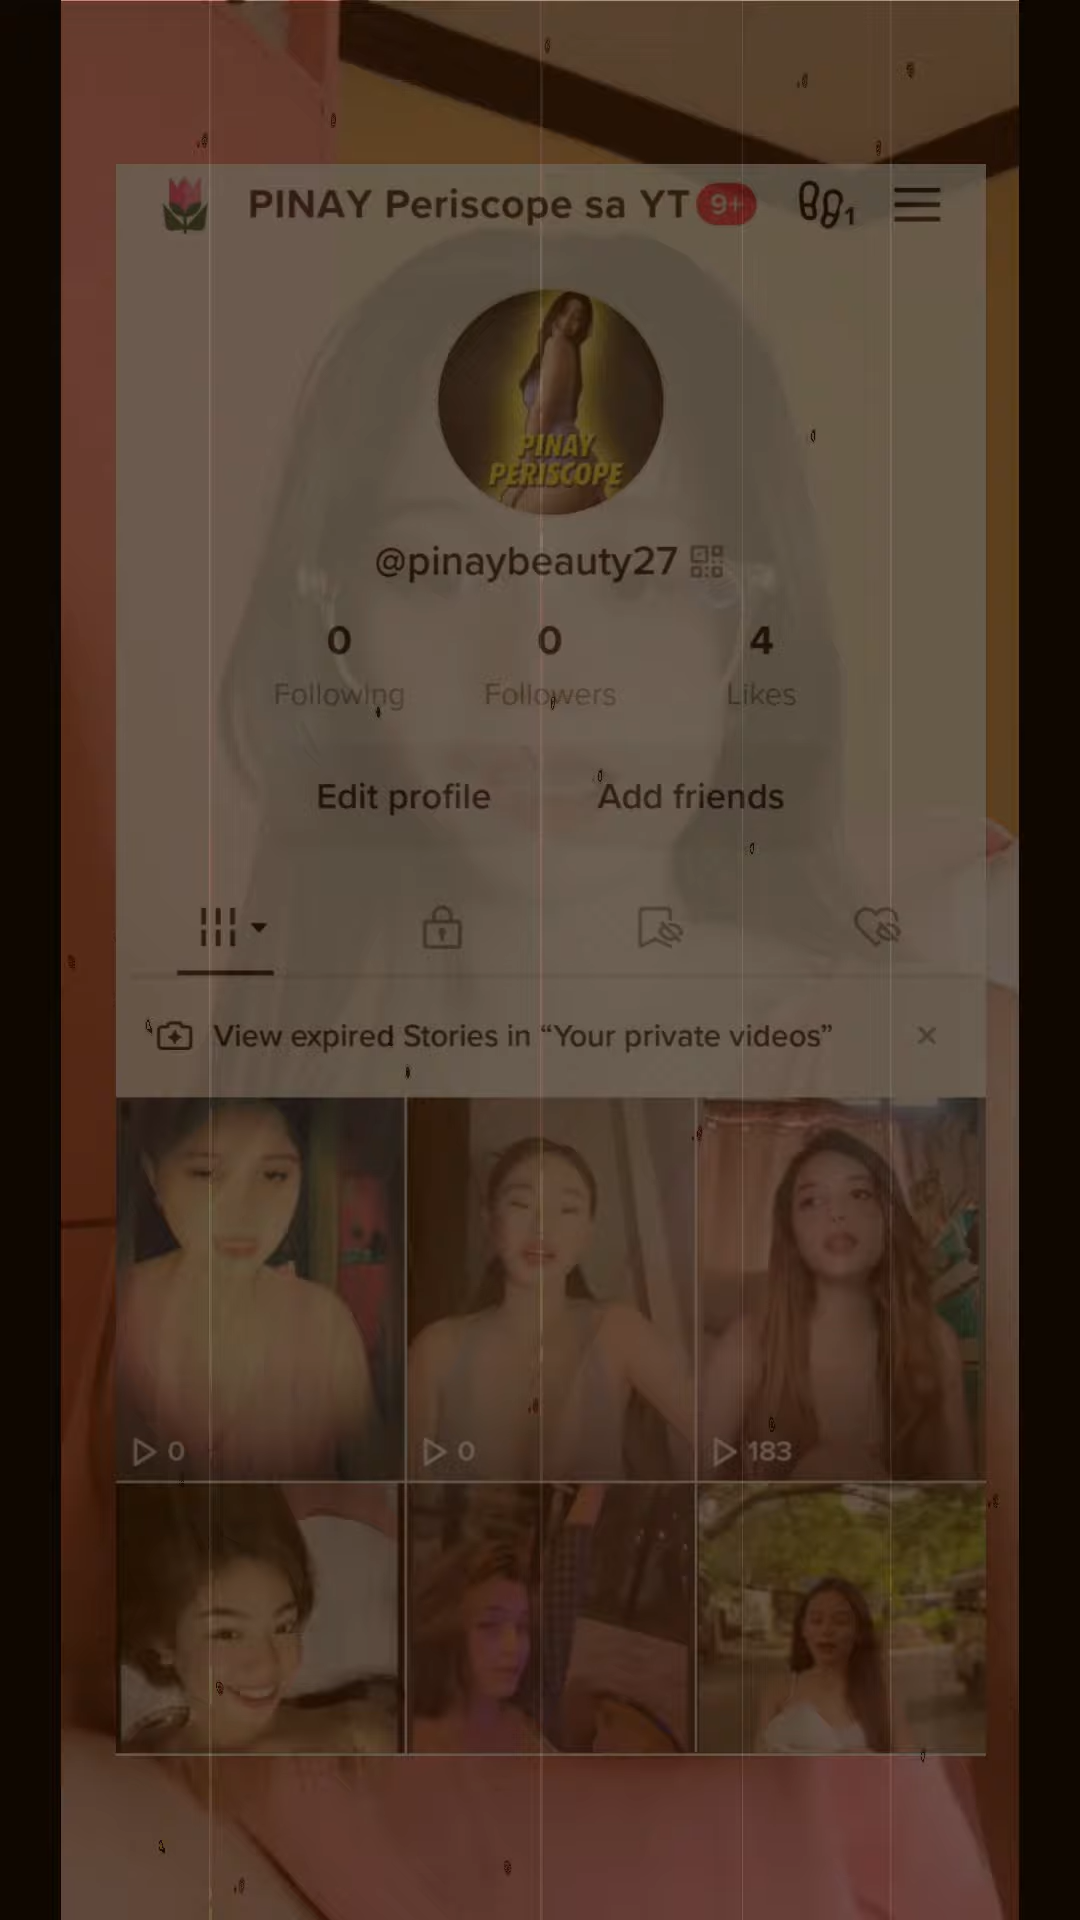 PINAY Periscope sa YT 9+ 1
PINAY
PERISCOPE
@pinaybeauty27
0 0 4
Following Followers Likes
Edit profile Add friends
View expired Stories in “Your private videos”
0 0 183